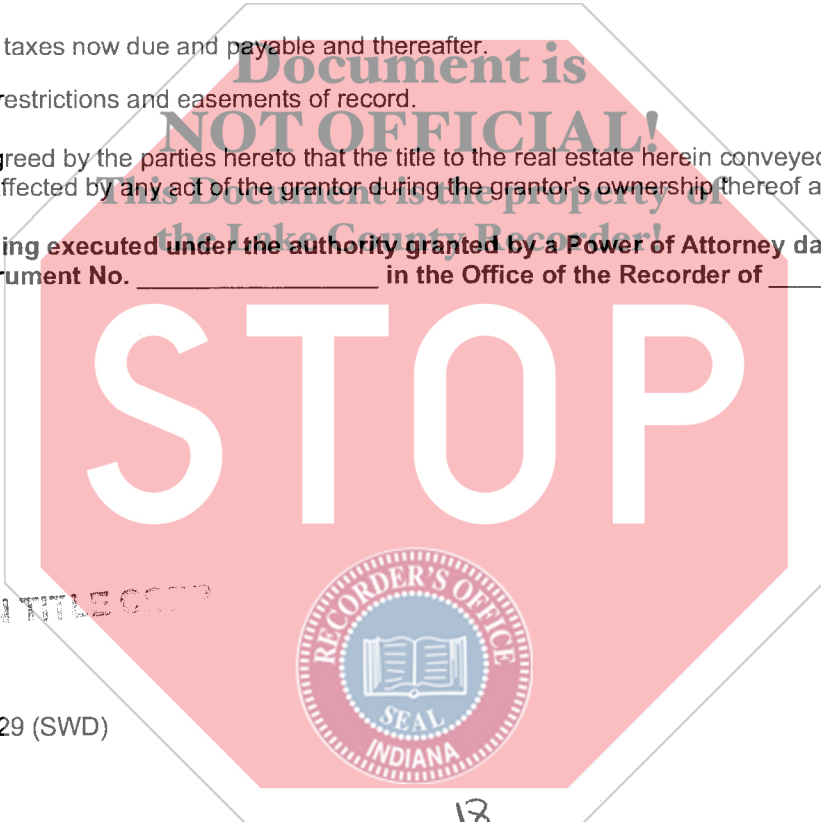 taxes now due and payable and thereafter.
Document is
restrictions and easements of record.
NOT OFFICIAL!
greed by the parties hereto that the title to the real estate herein conveyed
ffected by any act of the grantor during the grantor's ownership thereof a
This Document is the property of
the Lake County Recorder!
ing executed under the authority granted by a Power of Attorney da
rument No. __________________ in the Office of the Recorder of ____
STOP
TITLE
RECORDER'S OFFICE
SEAL
INDIANA
29 (SWD)
18